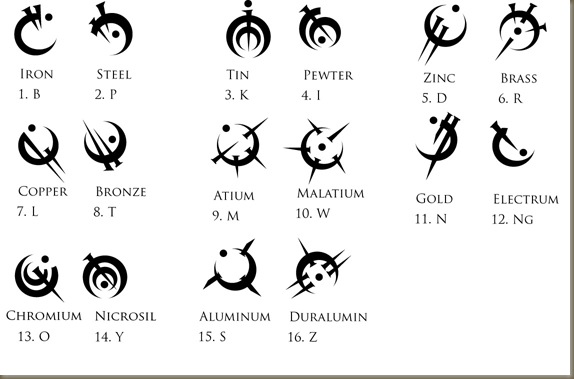 Iron Steel Tin Pewter Zinc Brass
1. B 2. P 3. K 4. I 5. D 6. R
Copper Bronze Atium Malatium Gold Electrum
7. L 8. T 9. M 10. W 11. N 12. Ng
Chromium Nicrosil Aluminum Duralumin
13. O 14. Y 15. S 16. Z